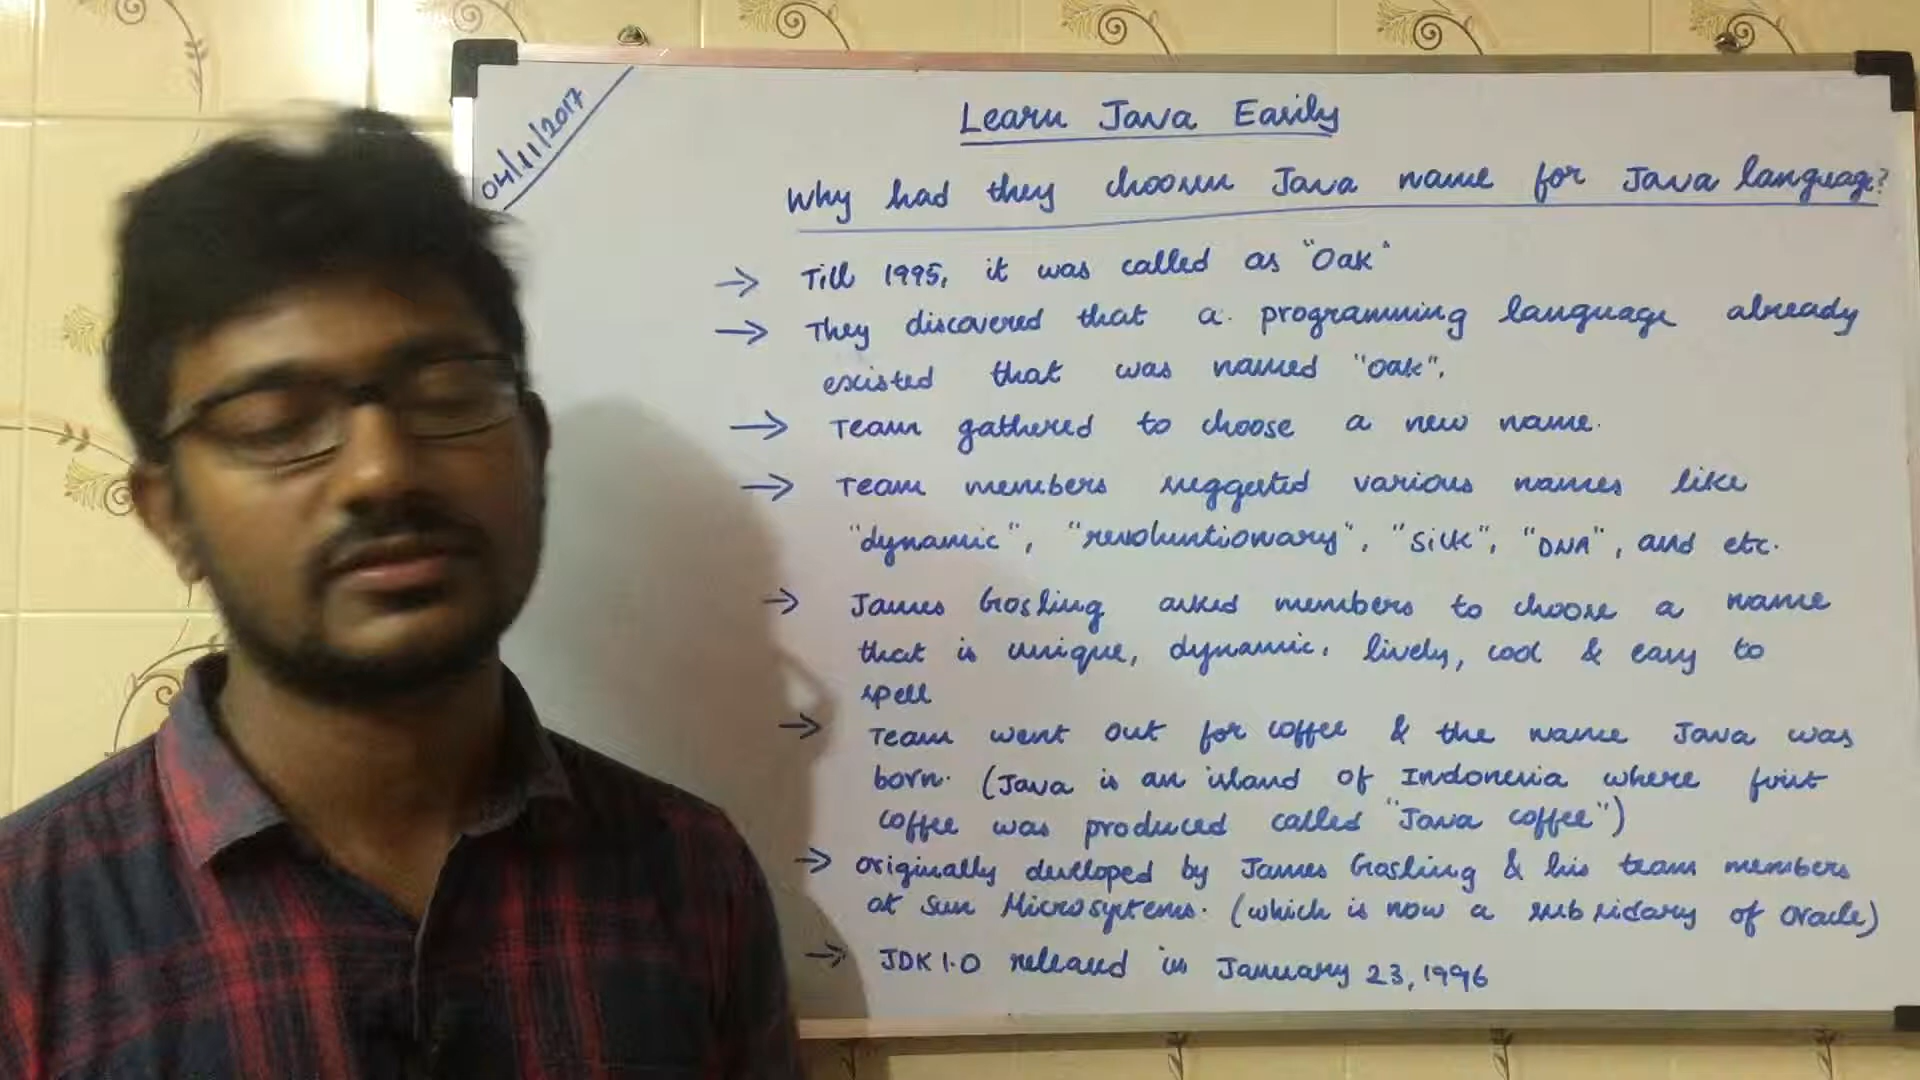 04/11/2017
Learn Java Easily
Why had they choosen Java name for Java language?
→ Till 1995, it was called as "Oak"
→ They discovered that a programming language already
existed that was named "Oak".
→ Team gathered to choose a new name.
→ Team members suggested various names like
"dynamic", "revoluntionary", "Silk", "DNA", and etc.
→ James Gosling asked members to choose a name
that is unique, dynamic, lively, cool & easy to
spell
→ Team went out for coffee & the name Java was
born. (Java is an island of Indonesia where first
coffee was produced called "Java coffee")
→ Originally developed by James Gosling & his team members
at Sun Microsystems. (which is now a subsidary of Oracle)
→ JDK 1.0 released in January 23, 1996